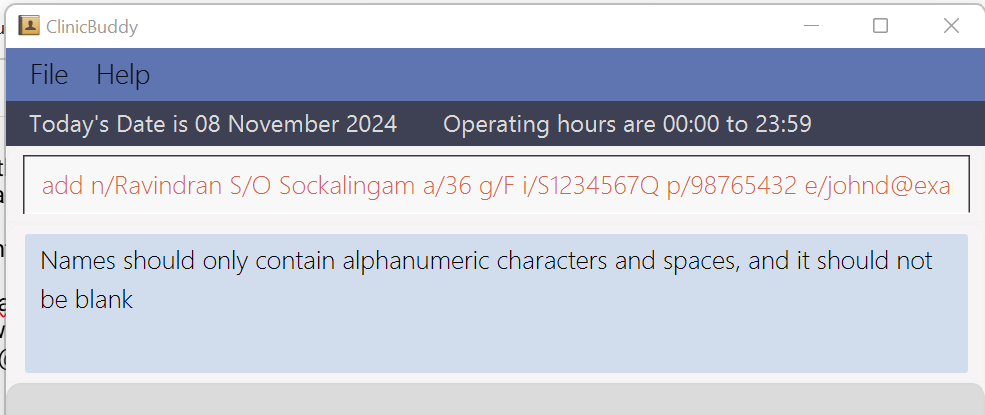 ClinicBuddy
File Help
Today's Date is 08 November 2024 Operating hours are 00:00 to 23:59
add n/Ravindran S/O Sockalingam a/36 g/F i/S1234567Q p/98765432 e/johnd@exa
Names should only contain alphanumeric characters and spaces, and it should not
be blank